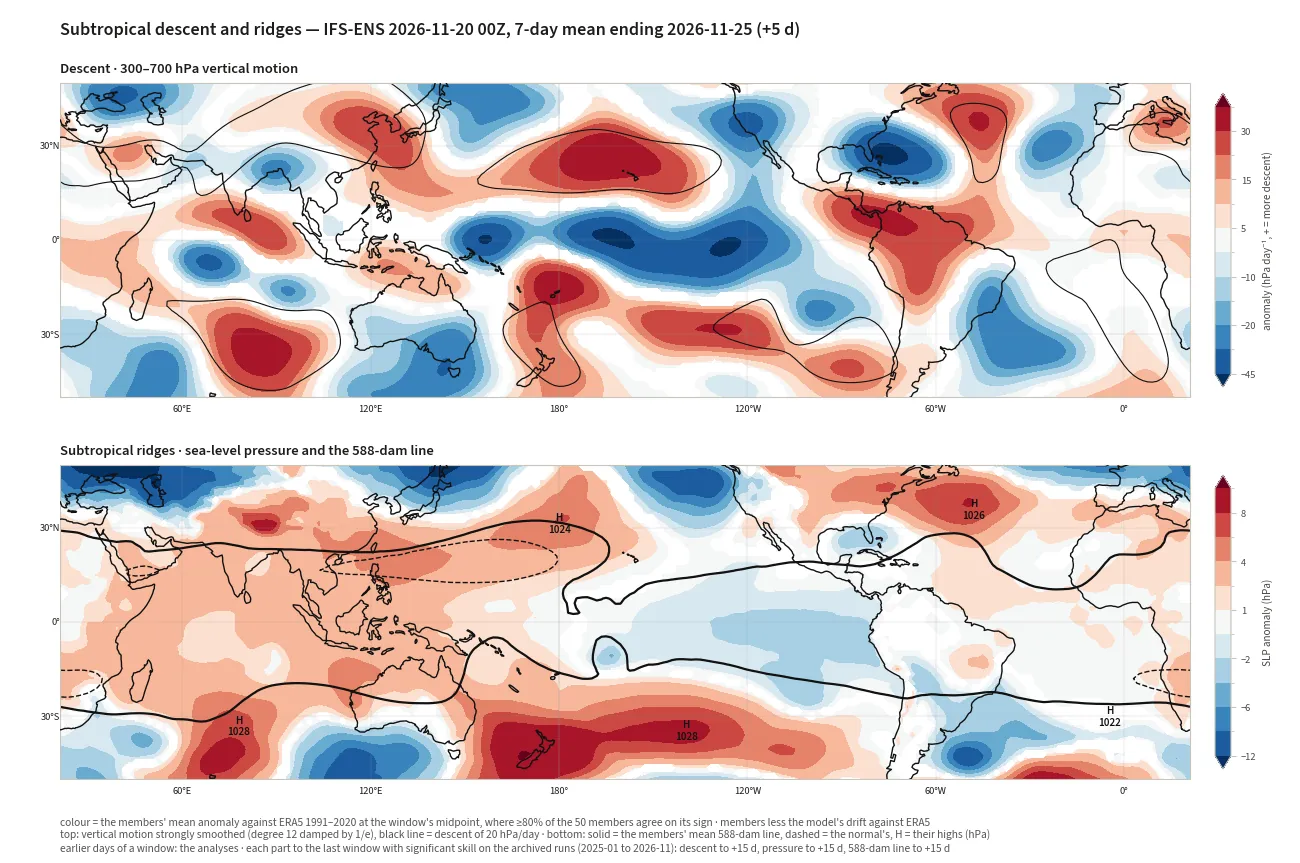 Subtropical descent and ridges — IFS-ENS 2026-11-20 00Z, 7-day mean ending 2026-11-25 (+5 d)
Descent · 300–700 hPa vertical motion
30°N
0°
30°S
60°E 120°E 180° 120°W 60°W 0°
30
15
5
−10
−20
−45
anomaly (hPa day⁻¹, + = more descent)
Subtropical ridges · sea-level pressure and the 588-dam line
H
1024
H
1026
H
1028
H
1028
H
1022
30°N
0°
30°S
60°E 120°E 180° 120°W 60°W 0°
8
4
1
−2
−6
−12
SLP anomaly (hPa)
colour = the members' mean anomaly against ERA5 1991–2020 at the window's midpoint, where ≥80% of the 50 members agree on its sign · members less the model's drift against ERA5
top: vertical motion strongly smoothed (degree 12 damped by 1/e), black line = descent of 20 hPa/day · bottom: solid = the members' mean 588-dam line, dashed = the normal's, H = their highs (hPa)
earlier days of a window: the analyses · each part to the last window with significant skill on the archived runs (2025-01 to 2026-11): descent to +15 d, pressure to +15 d, 588-dam line to +15 d